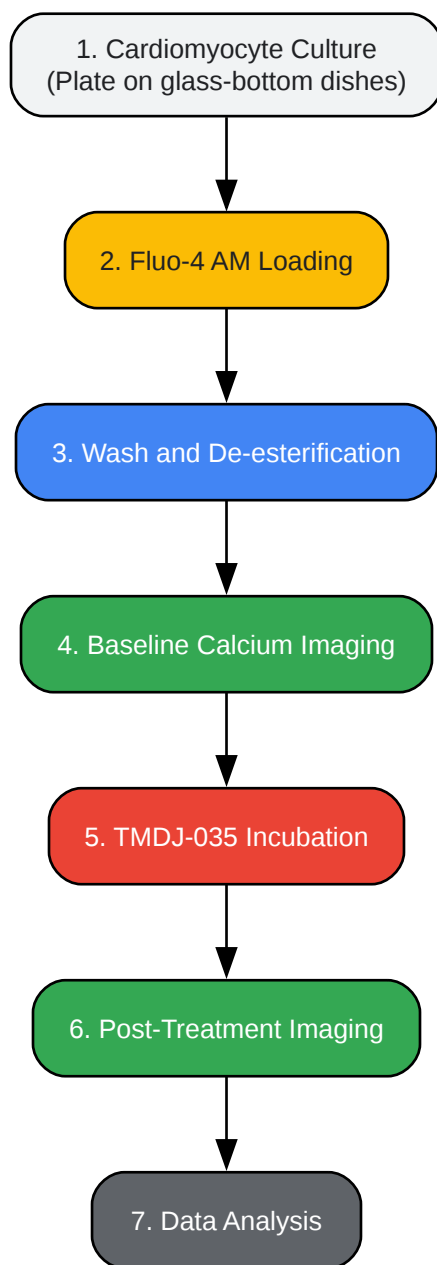 1. Cardiomyocyte Culture
(Plate on glass-bottom dishes)
2. Fluo-4 AM Loading
3. Wash and De-esterification
4. Baseline Calcium Imaging
5. TMDJ-035 Incubation
6. Post-Treatment Imaging
7. Data Analysis